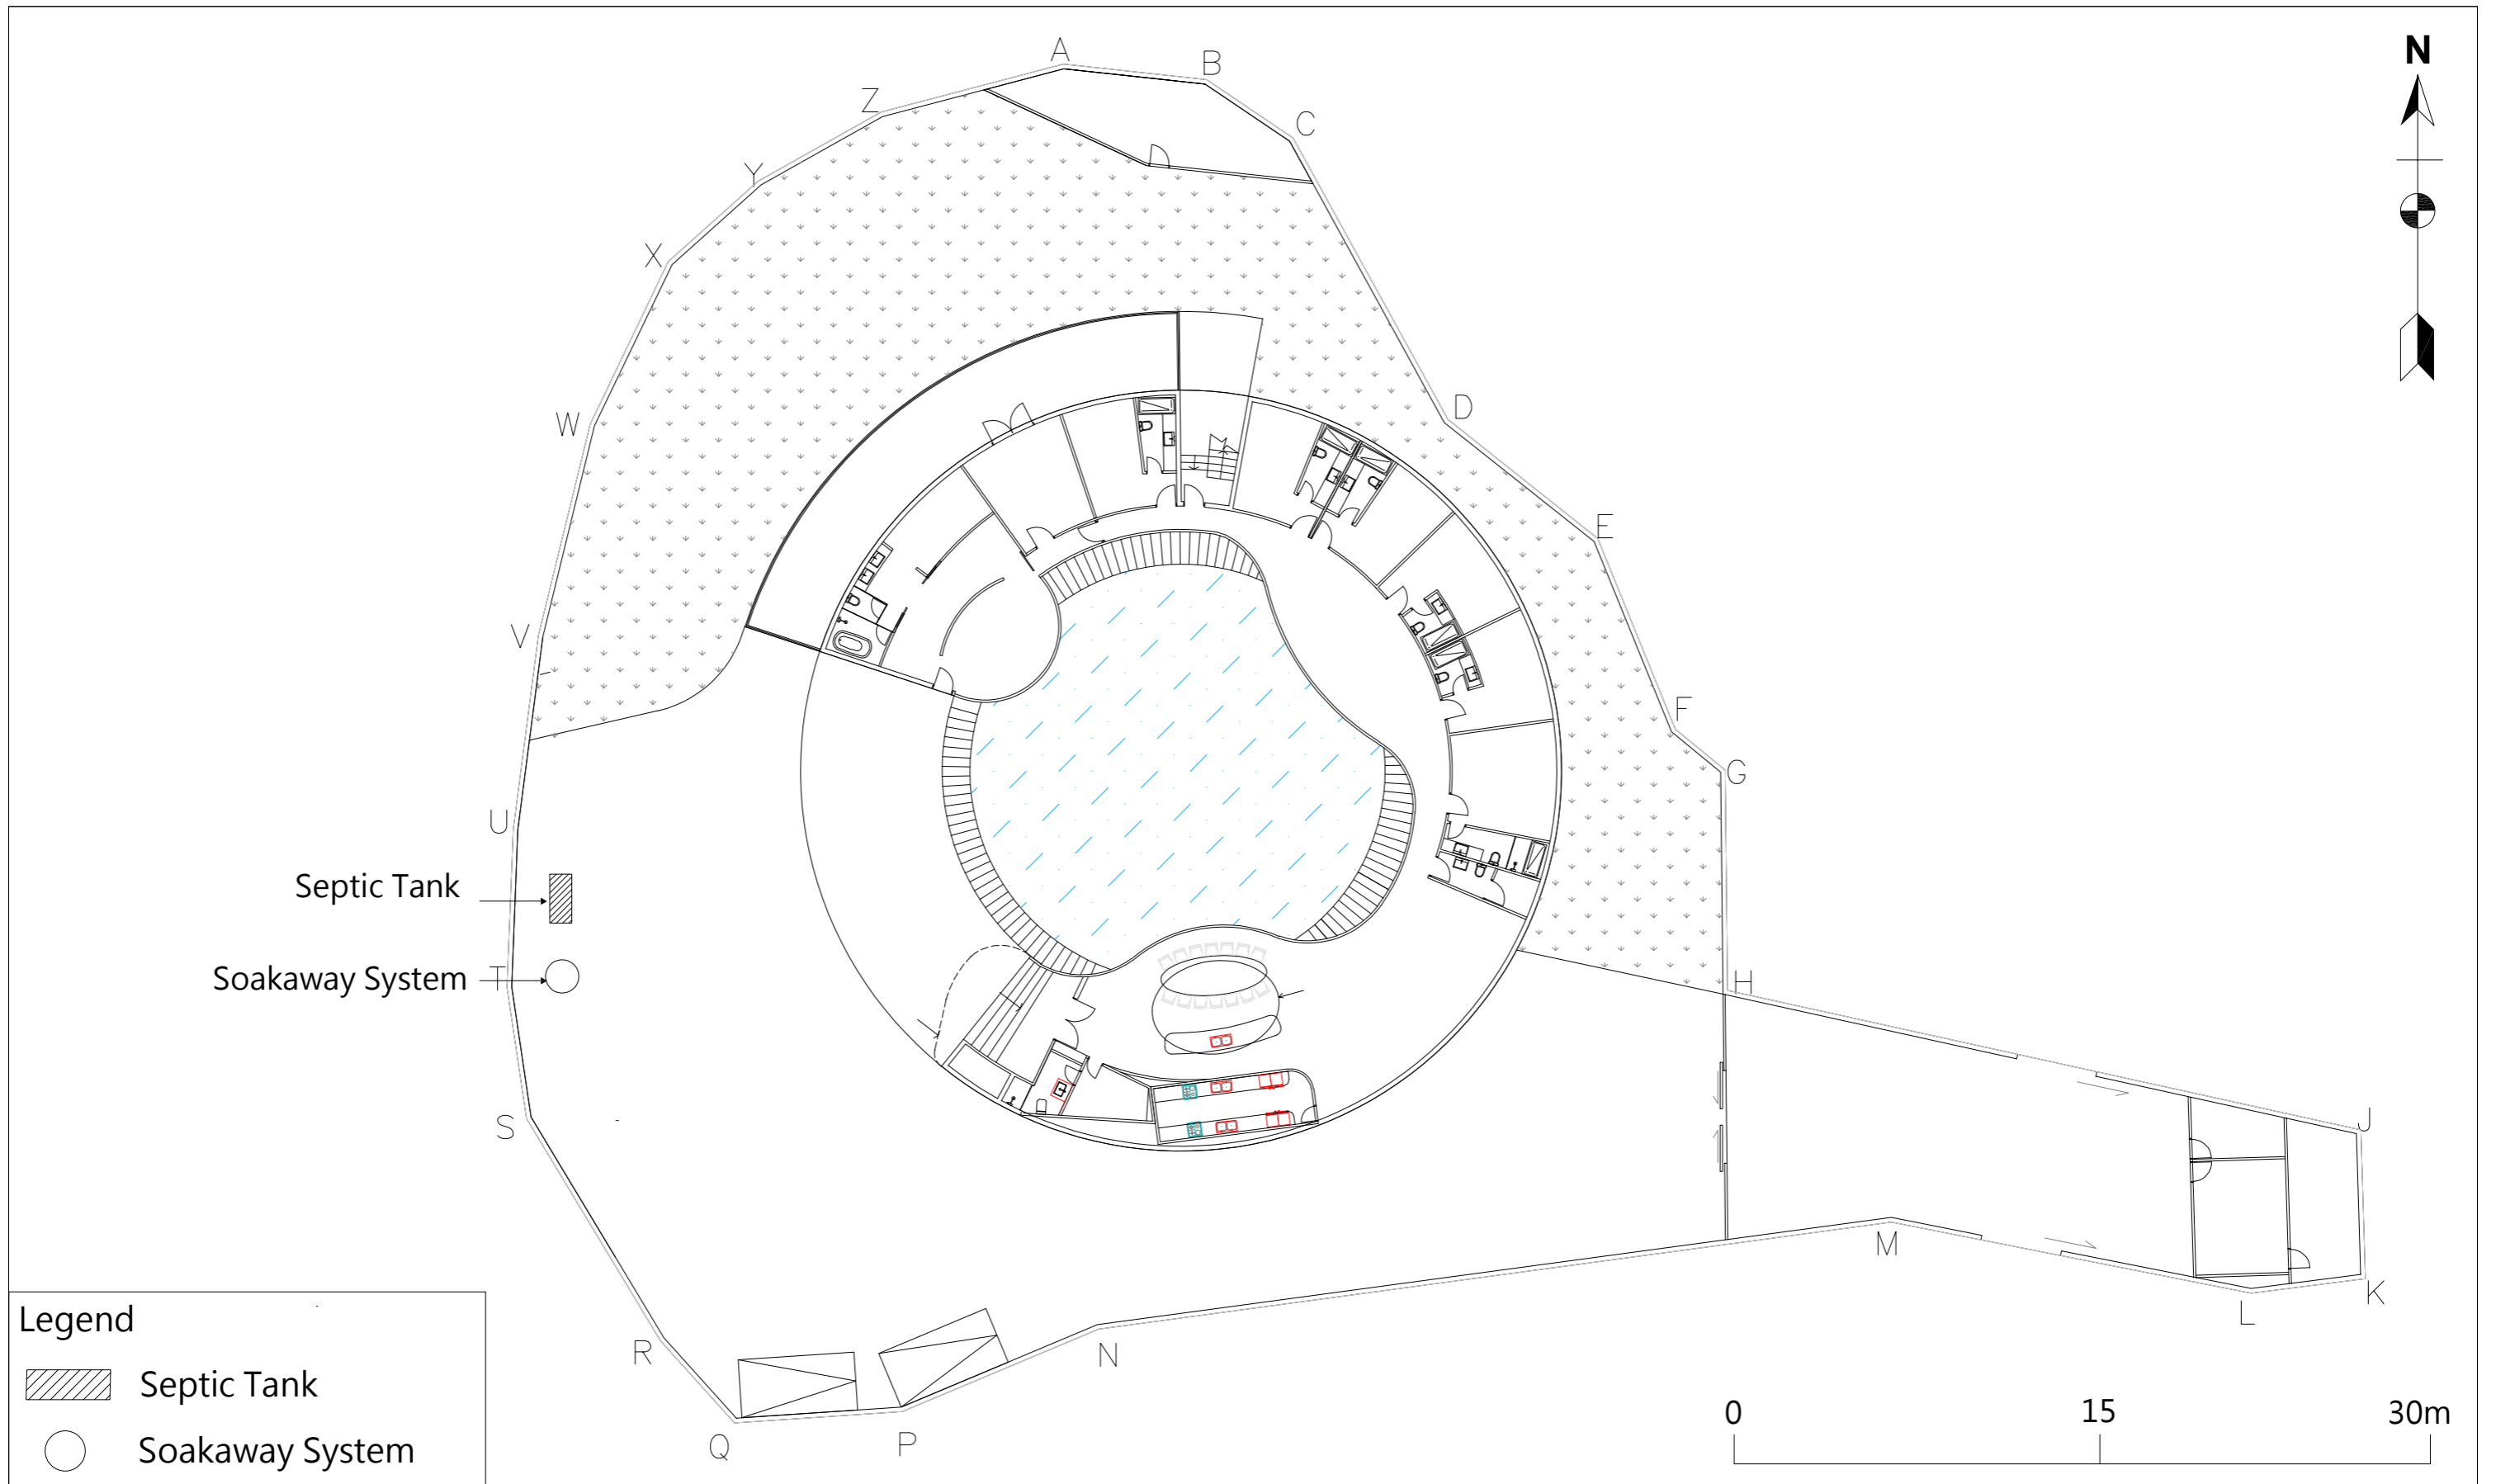 N
A
B
C
Z
Y
X
D
W
E
V
F
G
U
Septic Tank
Soakaway System
T
H
S
J
M
K
L
R
N
Q
P
Legend
Septic Tank
Soakaway System
0 15 30m